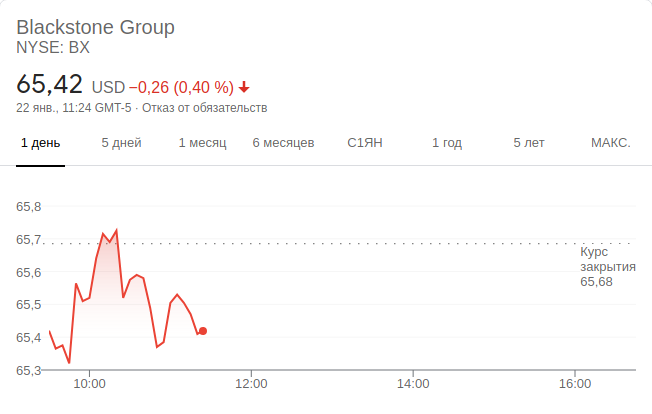 Blackstone Group
NYSE: BX
65,42 USD −0,26 (0,40 %)
22 янв., 11:24 GMT-5 · Отказ от обязательств
1 день 5 дней 1 месяц 6 месяцев С1ЯН 1 год 5 лет МАКС.
65,8
65,7
Курс
закрытия
65,68
65,6
65,5
65,4
65,3
10:00 12:00 14:00 16:00